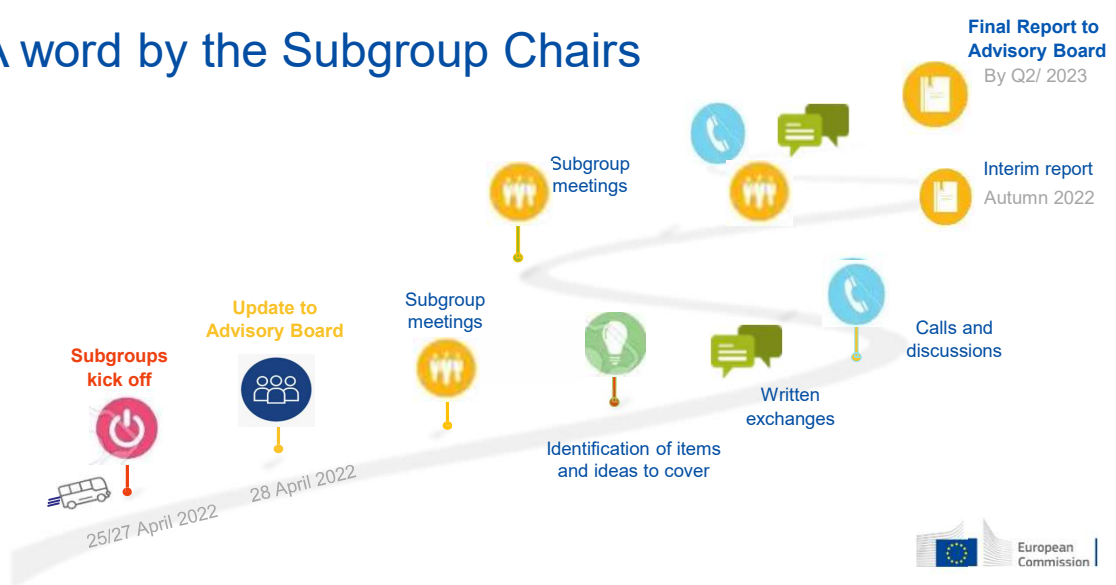 A word by the Subgroup Chairs
Final Report to
Advisory Board
By Q2/ 2023
Subgroup
meetings
Interim report
Autumn 2022
Update to
Advisory Board
Subgroup
meetings
Calls and
discussions
Subgroups
kick off
Written
exchanges
Identification of items
and ideas to cover
28 April 2022
25/27 April 2022
European
Commission